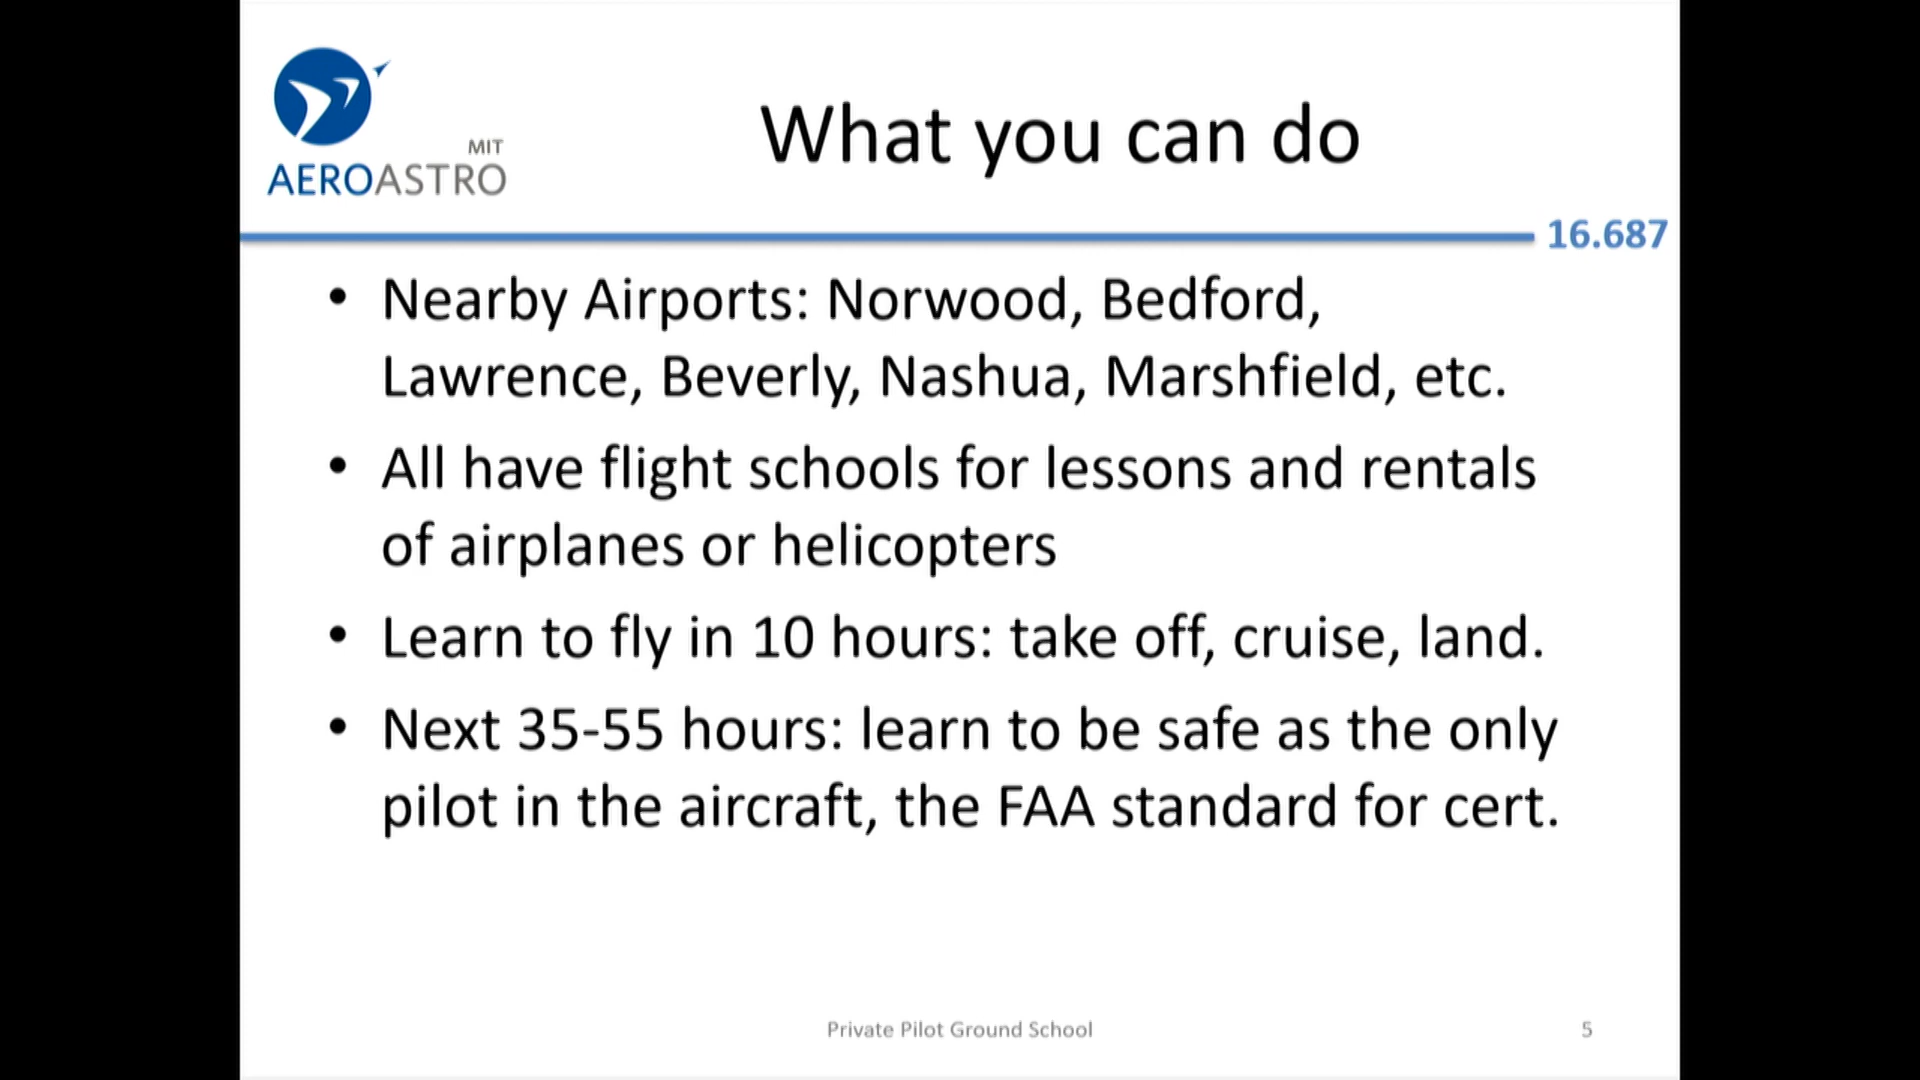 MIT
AEROASTRO
What you can do
16.687
• Nearby Airports: Norwood, Bedford,
Lawrence, Beverly, Nashua, Marshfield, etc.
• All have flight schools for lessons and rentals
of airplanes or helicopters
• Learn to fly in 10 hours: take off, cruise, land.
• Next 35-55 hours: learn to be safe as the only
pilot in the aircraft, the FAA standard for cert.
Private Pilot Ground School
5